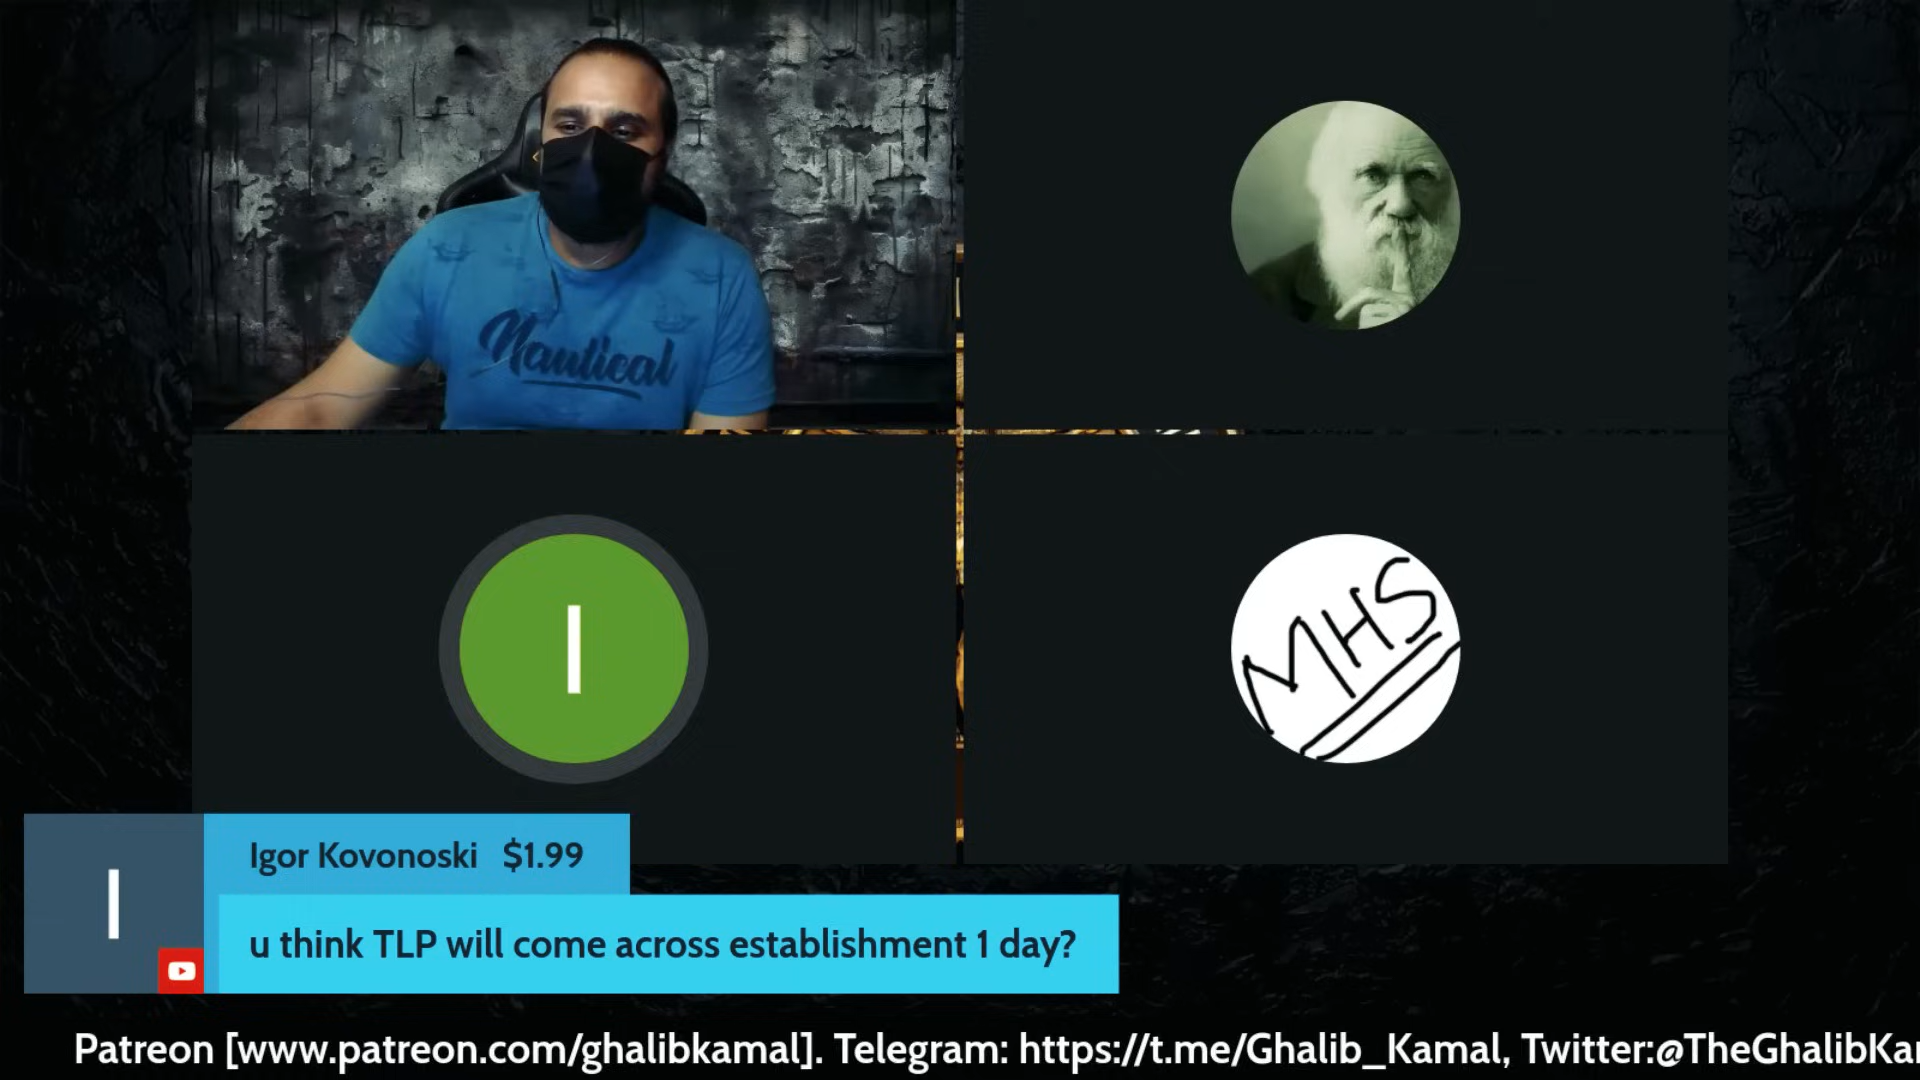 Nautical
I
MHS
I
Igor Kovonoski $1.99
u think TLP will come across establishment 1 day?
Patreon [www.patreon.com/ghalibkamal]. Telegram: https://t.me/Ghalib_Kamal, Twitter:@TheGhalibKa